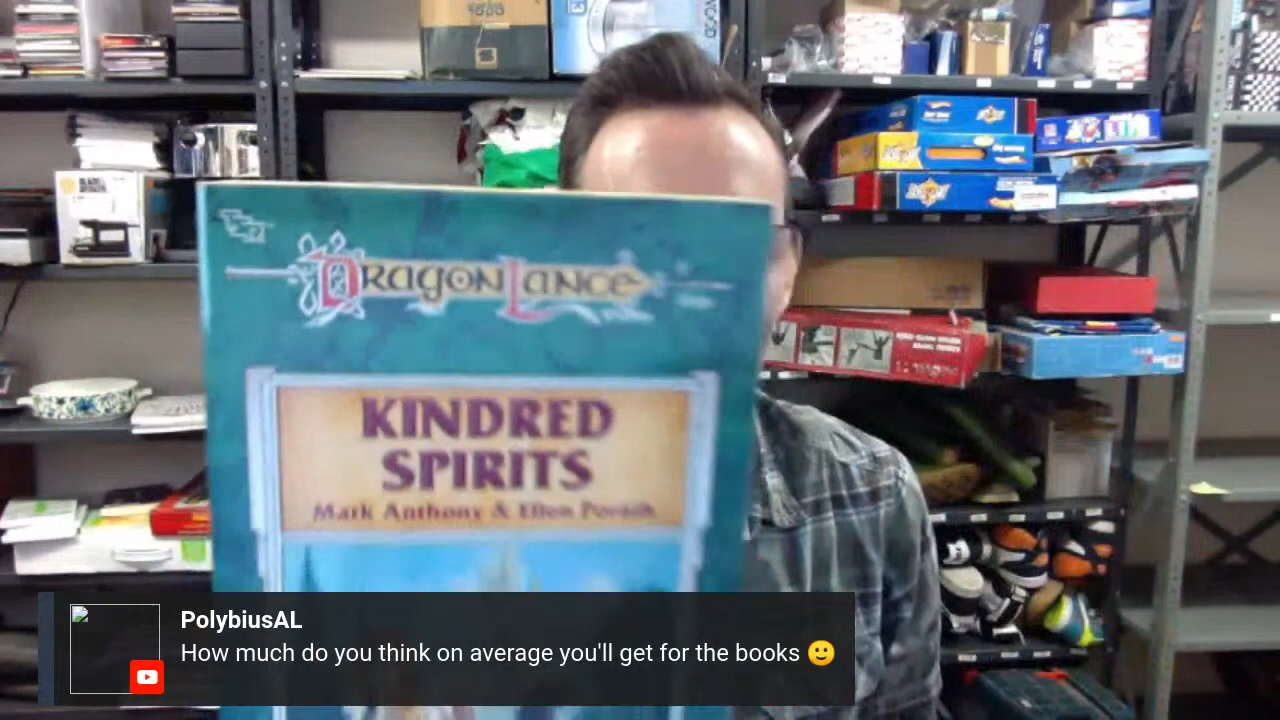 DRAGONLANCE
KINDRED
SPIRITS
Mark Anthony & Ellen Porath
PolybiusAL
How much do you think on average you'll get for the books 🙂